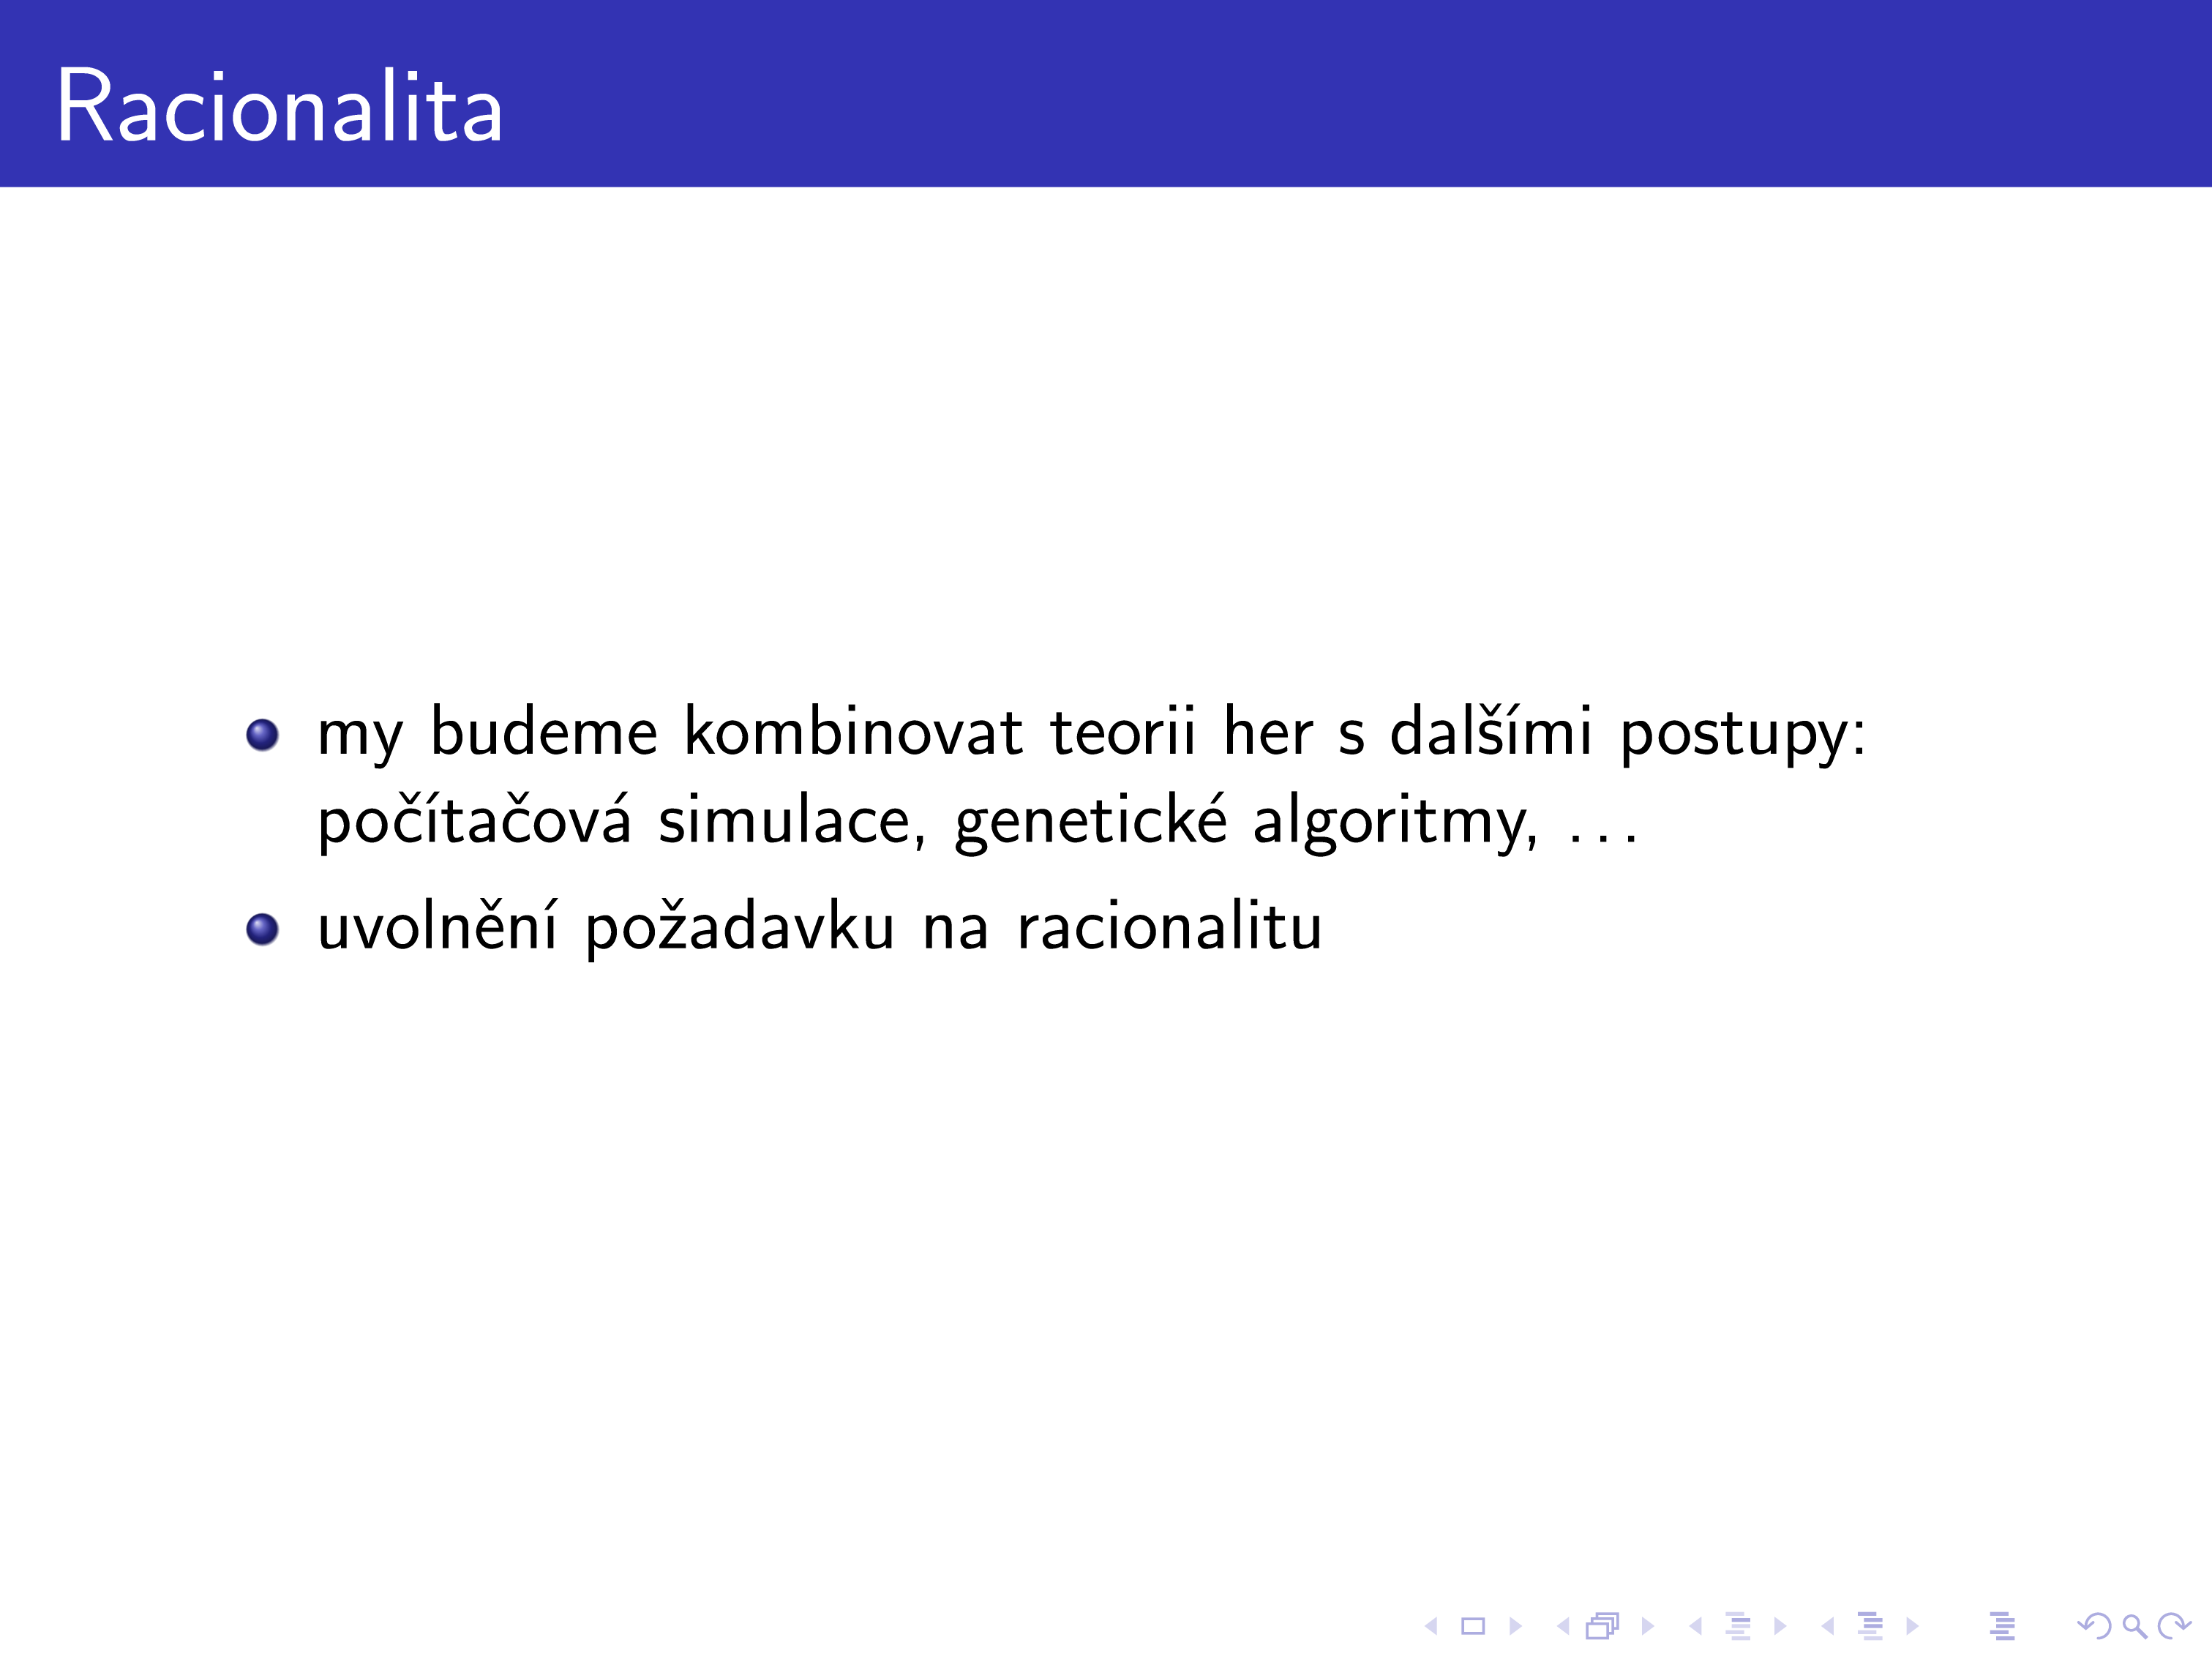 Racionalita
my budeme kombinovat teorii her s dalšími postupy:
počítačová simulace, genetické algoritmy, . . .
uvolnění požadavku na racionalitu